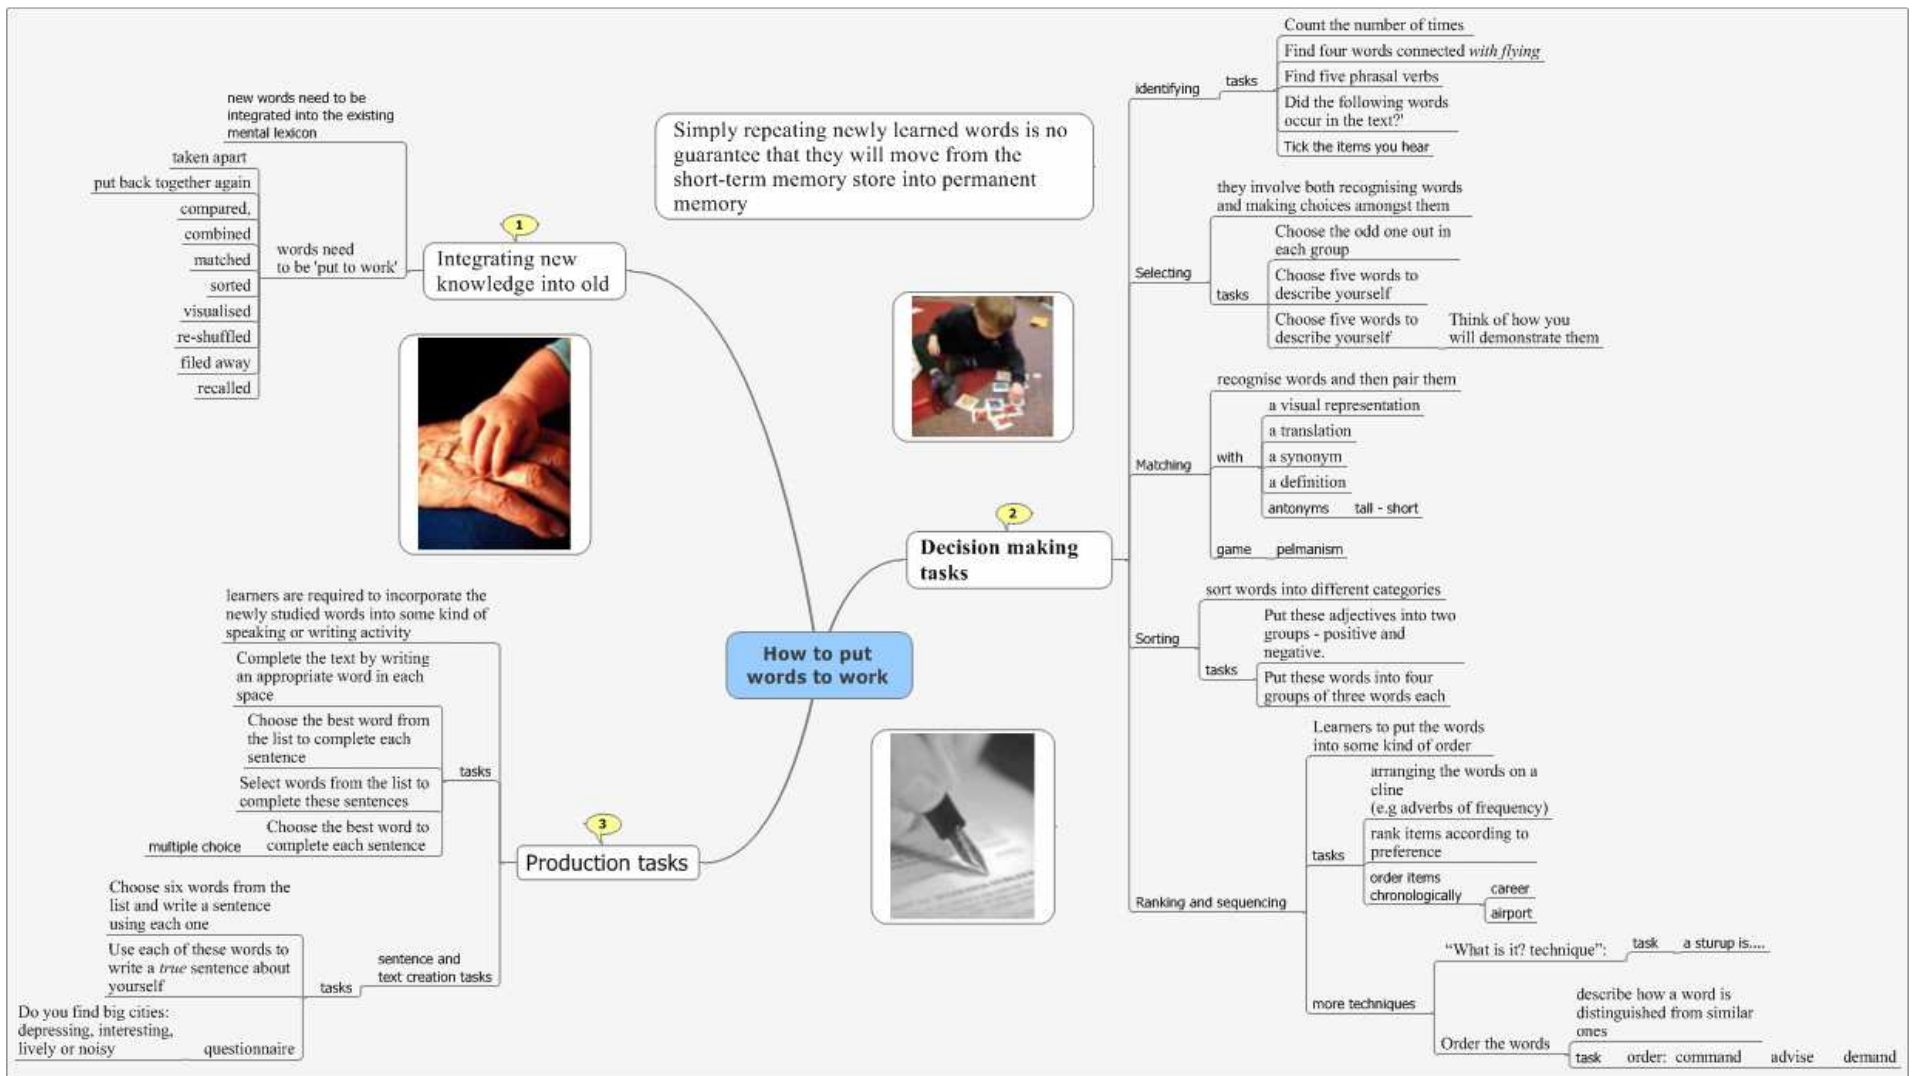 Simply repeating newly learned words is no
guarantee that they will move from the
short-term memory store into permanent
memory
How to put
words to work
1
Integrating new
knowledge into old
new words need to be
integrated into the existing
mental lexicon
words need
to be 'put to work'
taken apart
put back together again
compared,
combined
matched
sorted
visualised
re-shuffled
filed away
recalled
2
Decision making
tasks
identifying
tasks
Count the number of times
Find four words connected with flying
Find five phrasal verbs
Did the following words
occur in the text?'
Tick the items you hear
Selecting
they involve both recognising words
and making choices amongst them
tasks
Choose the odd one out in
each group
Choose five words to
describe yourself
Choose five words to
describe yourself
Think of how you
will demonstrate them
Matching
recognise words and then pair them
with
a visual representation
a translation
a synonym
a definition
antonyms
tall - short
game
pelmanism
Sorting
sort words into different categories
tasks
Put these adjectives into two
groups - positive and
negative.
Put these words into four
groups of three words each
Ranking and sequencing
Learners to put the words
into some kind of order
tasks
arranging the words on a
cline
(e.g adverbs of frequency)
rank items according to
preference
order items
chronologically
career
airport
more techniques
“What is it? technique”:
task
a sturup is....
Order the words
describe how a word is
distinguished from similar
ones
task
order: command advise demand
3
Production tasks
learners are required to incorporate the
newly studied words into some kind of
speaking or writing activity
tasks
Complete the text by writing
an appropriate word in each
space
Choose the best word from
the list to complete each
sentence
Select words from the list to
complete these sentences
Choose the best word to
complete each sentence
multiple choice
sentence and
text creation tasks
tasks
Choose six words from the
list and write a sentence
using each one
Use each of these words to
write a true sentence about
yourself
questionnaire
Do you find big cities:
depressing, interesting,
lively or noisy